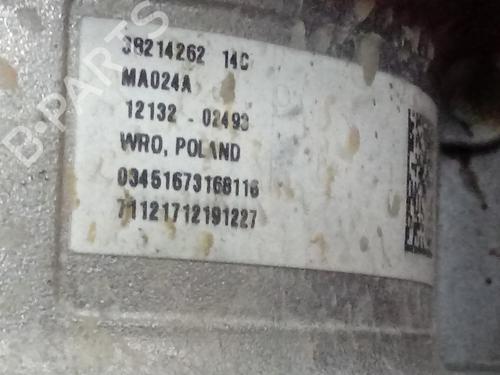 38214262 14C
MA024A
12132 - 02493
WRO, POLAND
03451673168116
71121712191227
B-PARTS